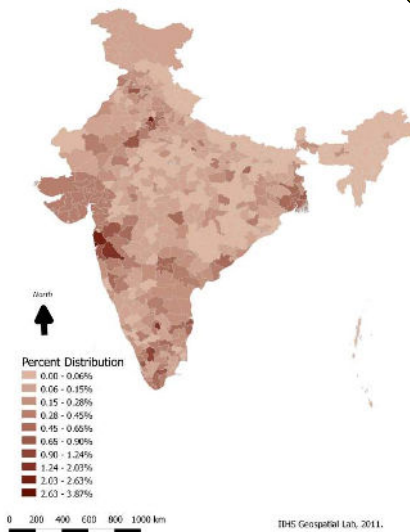 North
Percent Distribution
0.00 - 0.06%
0.06 - 0.15%
0.15 - 0.28%
0.28 - 0.45%
0.45 - 0.65%
0.65 - 0.90%
0.90 - 1.24%
1.24 - 2.03%
2.03 - 2.63%
2.63 - 3.87%
0 200 400 600 800 1000 km
IIHS Geospatial Lab, 2011.